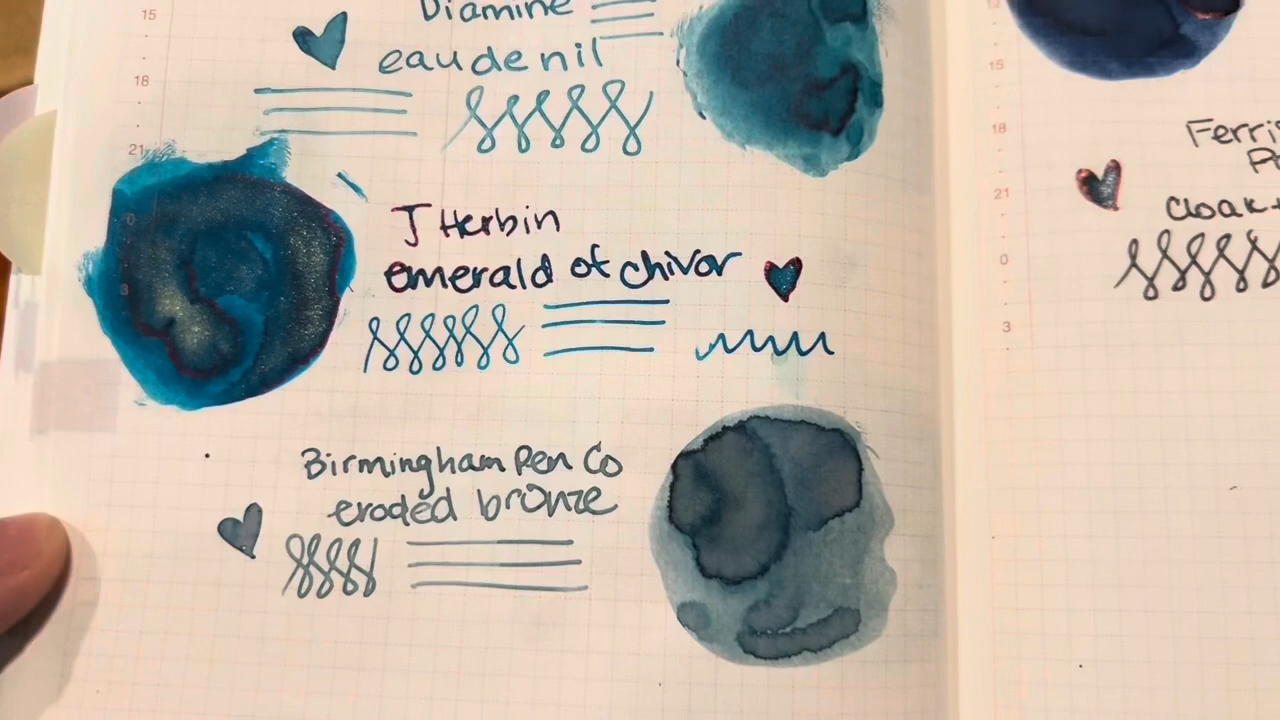 15
Diamine
eau de nil
18
21
0
3
J Herbin
emerald of chivor
Birmingham Pen Co
eroded bronze
12
15
18
Ferri
21
cloak
0
3